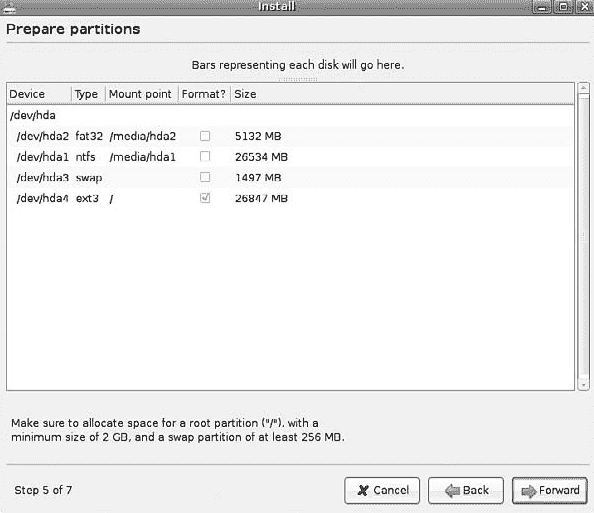 Install
Prepare partitions
Bars representing each disk will go here.
Device Type Mount point Format? Size
/dev/hda
/dev/hda2 fat32 /media/hda2 5132 MB
/dev/hda1 ntfs /media/hda1 26534 MB
/dev/hda3 swap 1497 MB
/dev/hda4 ext3 / 26847 MB
Make sure to allocate space for a root partition ("/"), with a
minimum size of 2 GB, and a swap partition of at least 256 MB.
Step 5 of 7 Cancel Back Forward